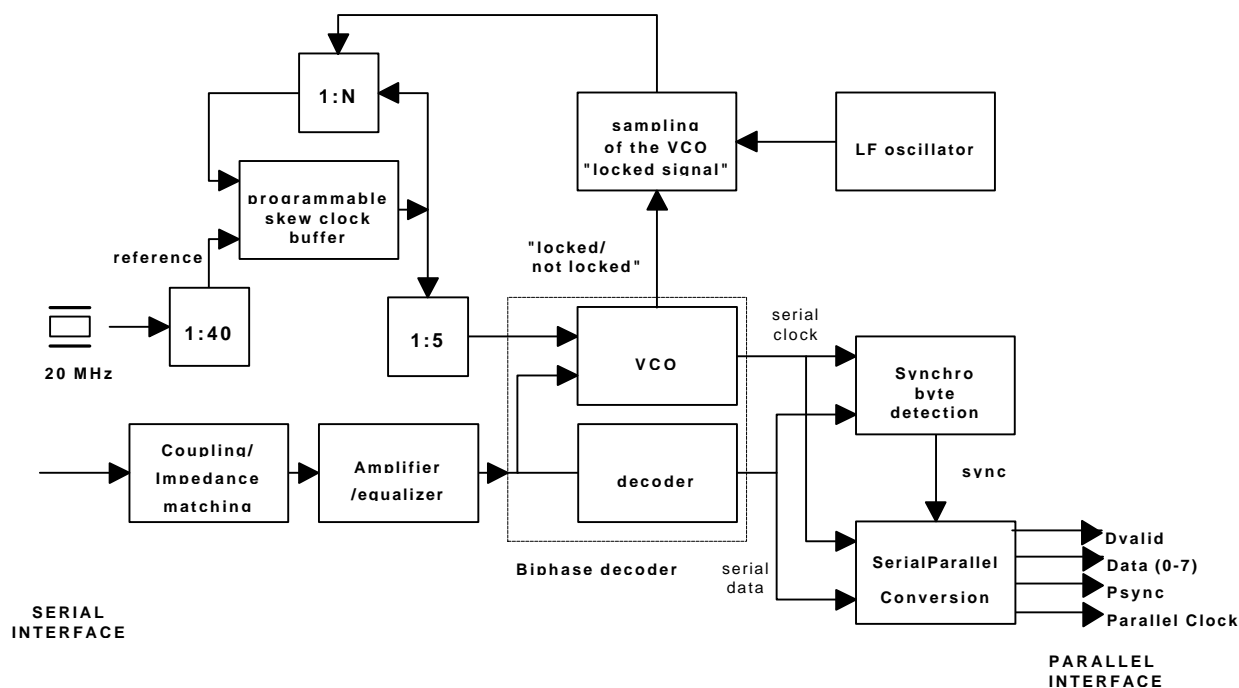 1:N
sampling
of the VCO
"locked signal"
LF oscillator
programmable
skew clock
buffer
reference
"locked/
not locked"
1:40
1:5
20 MHz
VCO
serial
clock
Synchro
byte
detection
Coupling/
Impedance
matching
Amplifier
/equalizer
decoder
sync
Biphase decoder
serial
data
SerialParallel
Conversion
Dvalid
Data (0-7)
Psync
Parallel Clock
SERIAL
INTERFACE
PARALLEL
INTERFACE